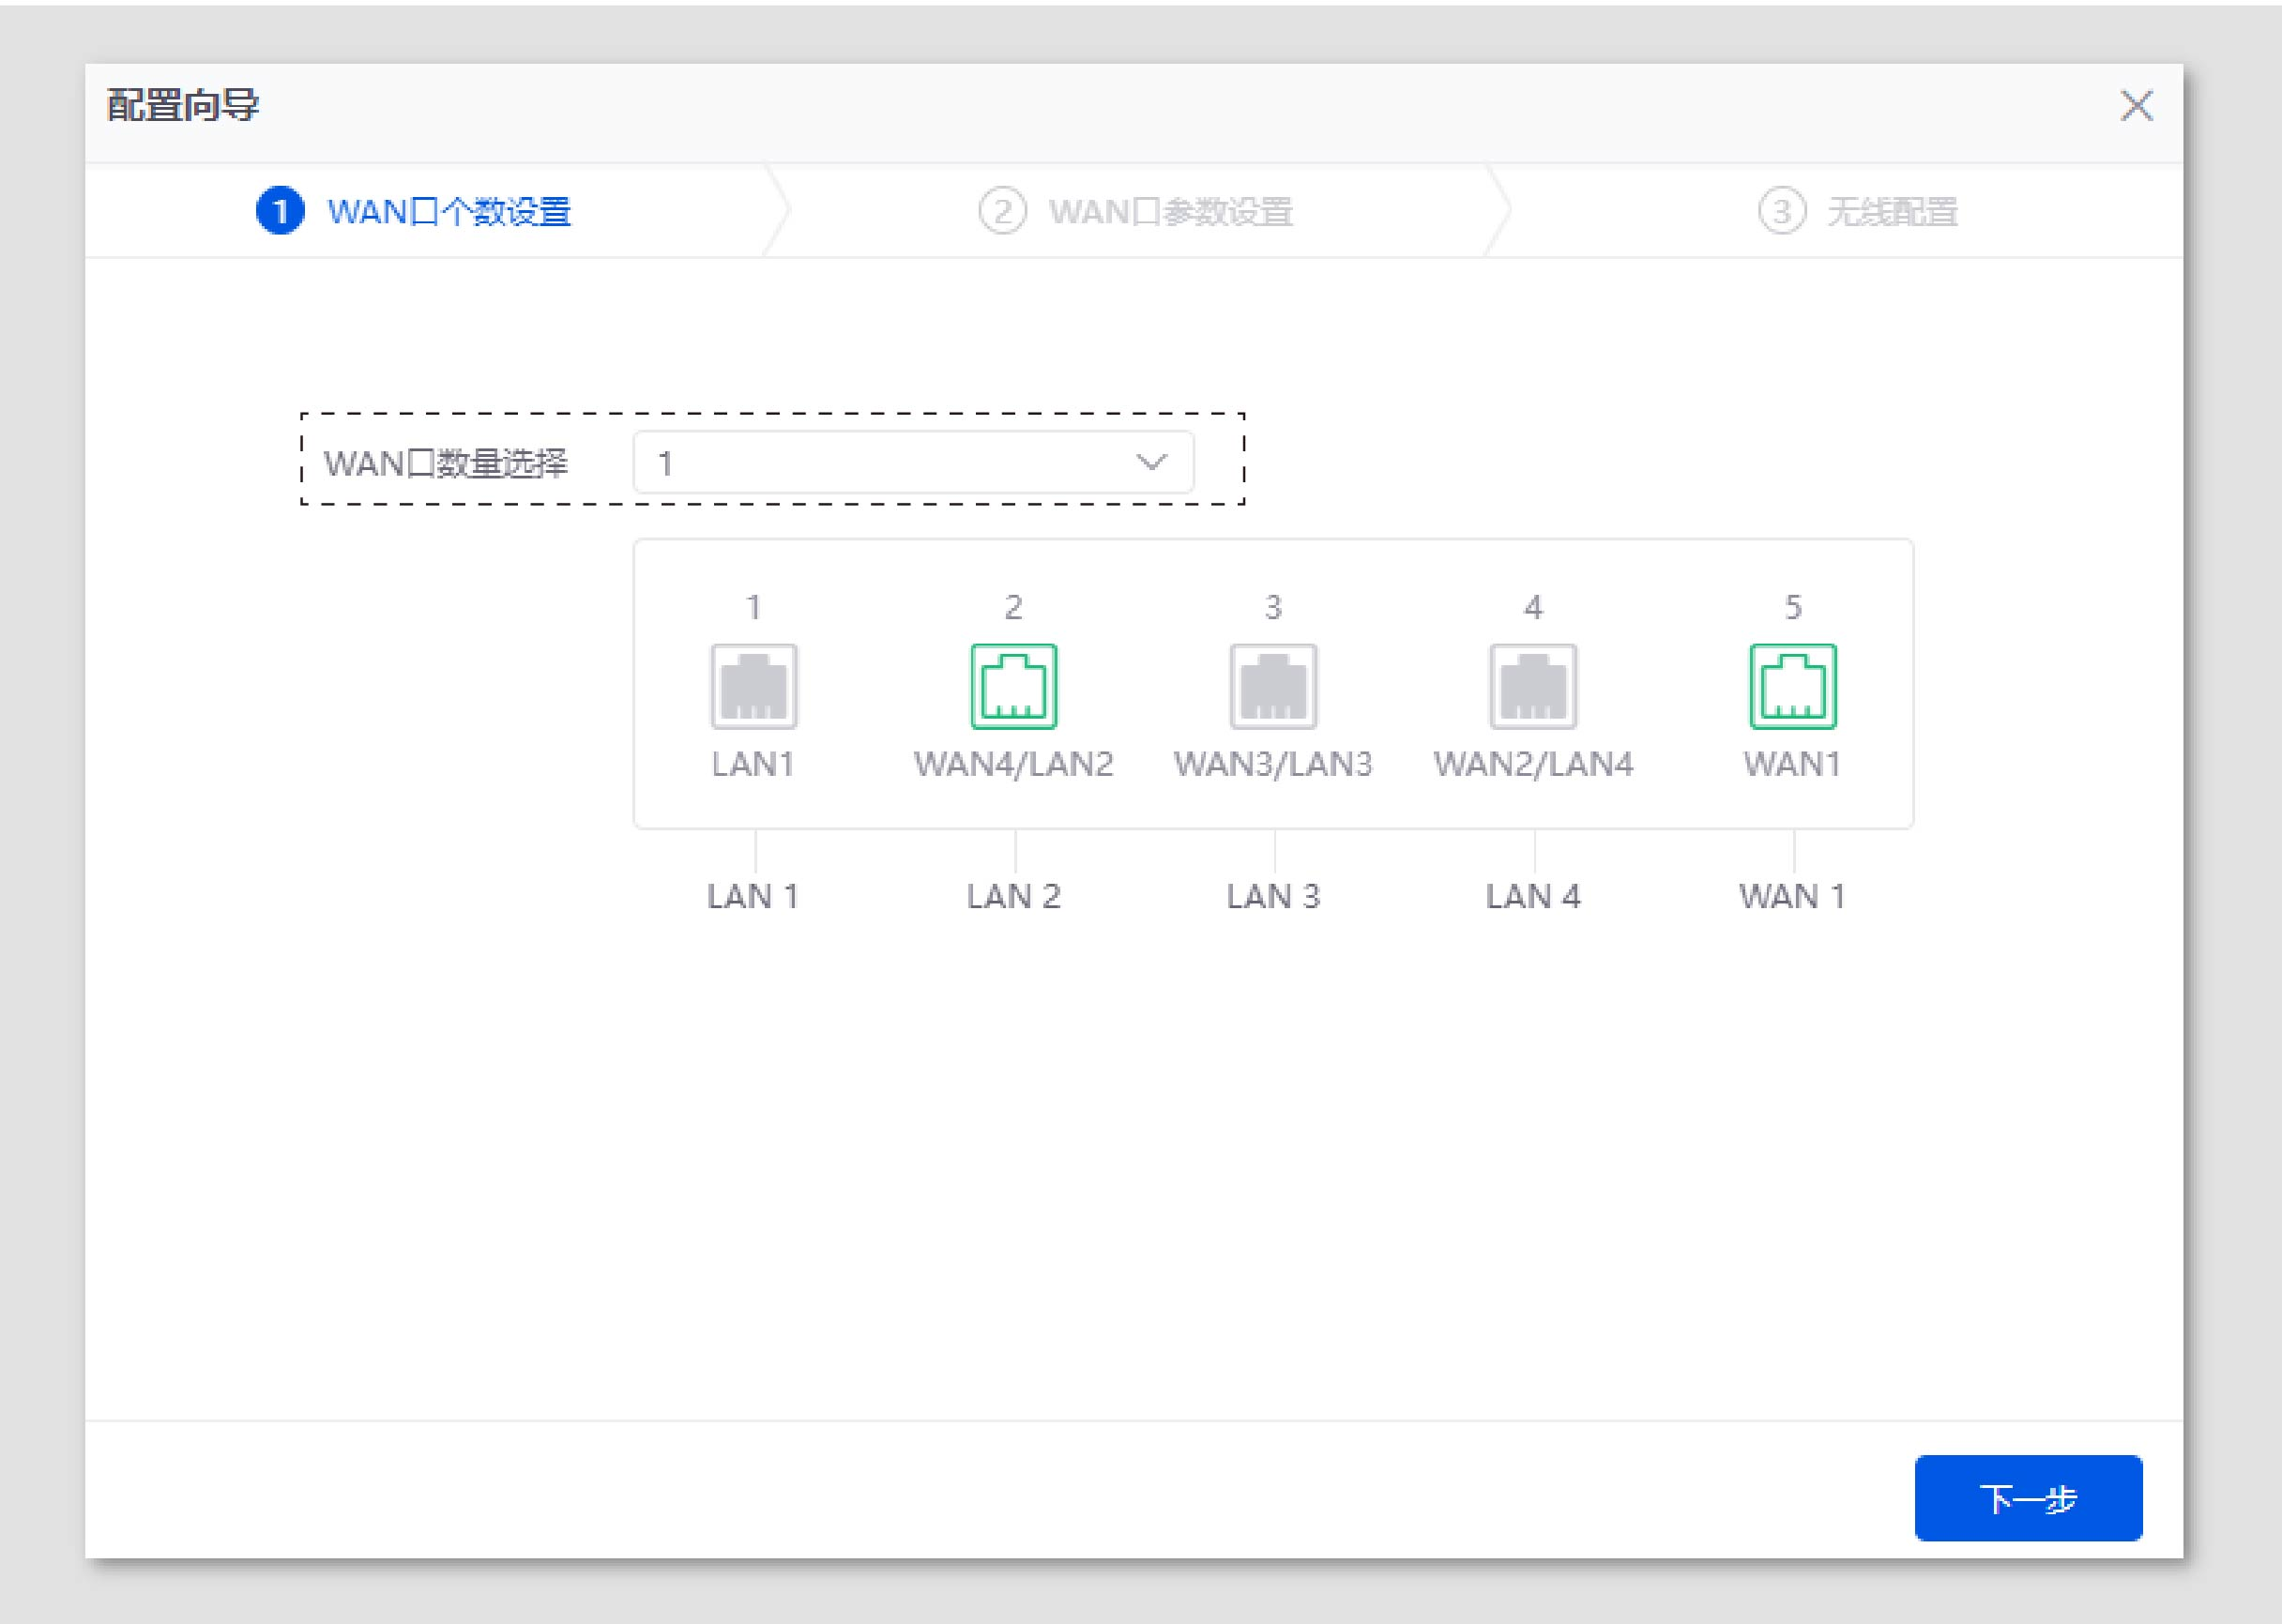 配置向导
1 WAN口个数设置
2 WAN口参数设置
3 无线配置
WAN口数量选择 1
1 2 3 4 5
LAN1 WAN4/LAN2 WAN3/LAN3 WAN2/LAN4 WAN1
LAN 1 LAN 2 LAN 3 LAN 4 WAN 1
下一步